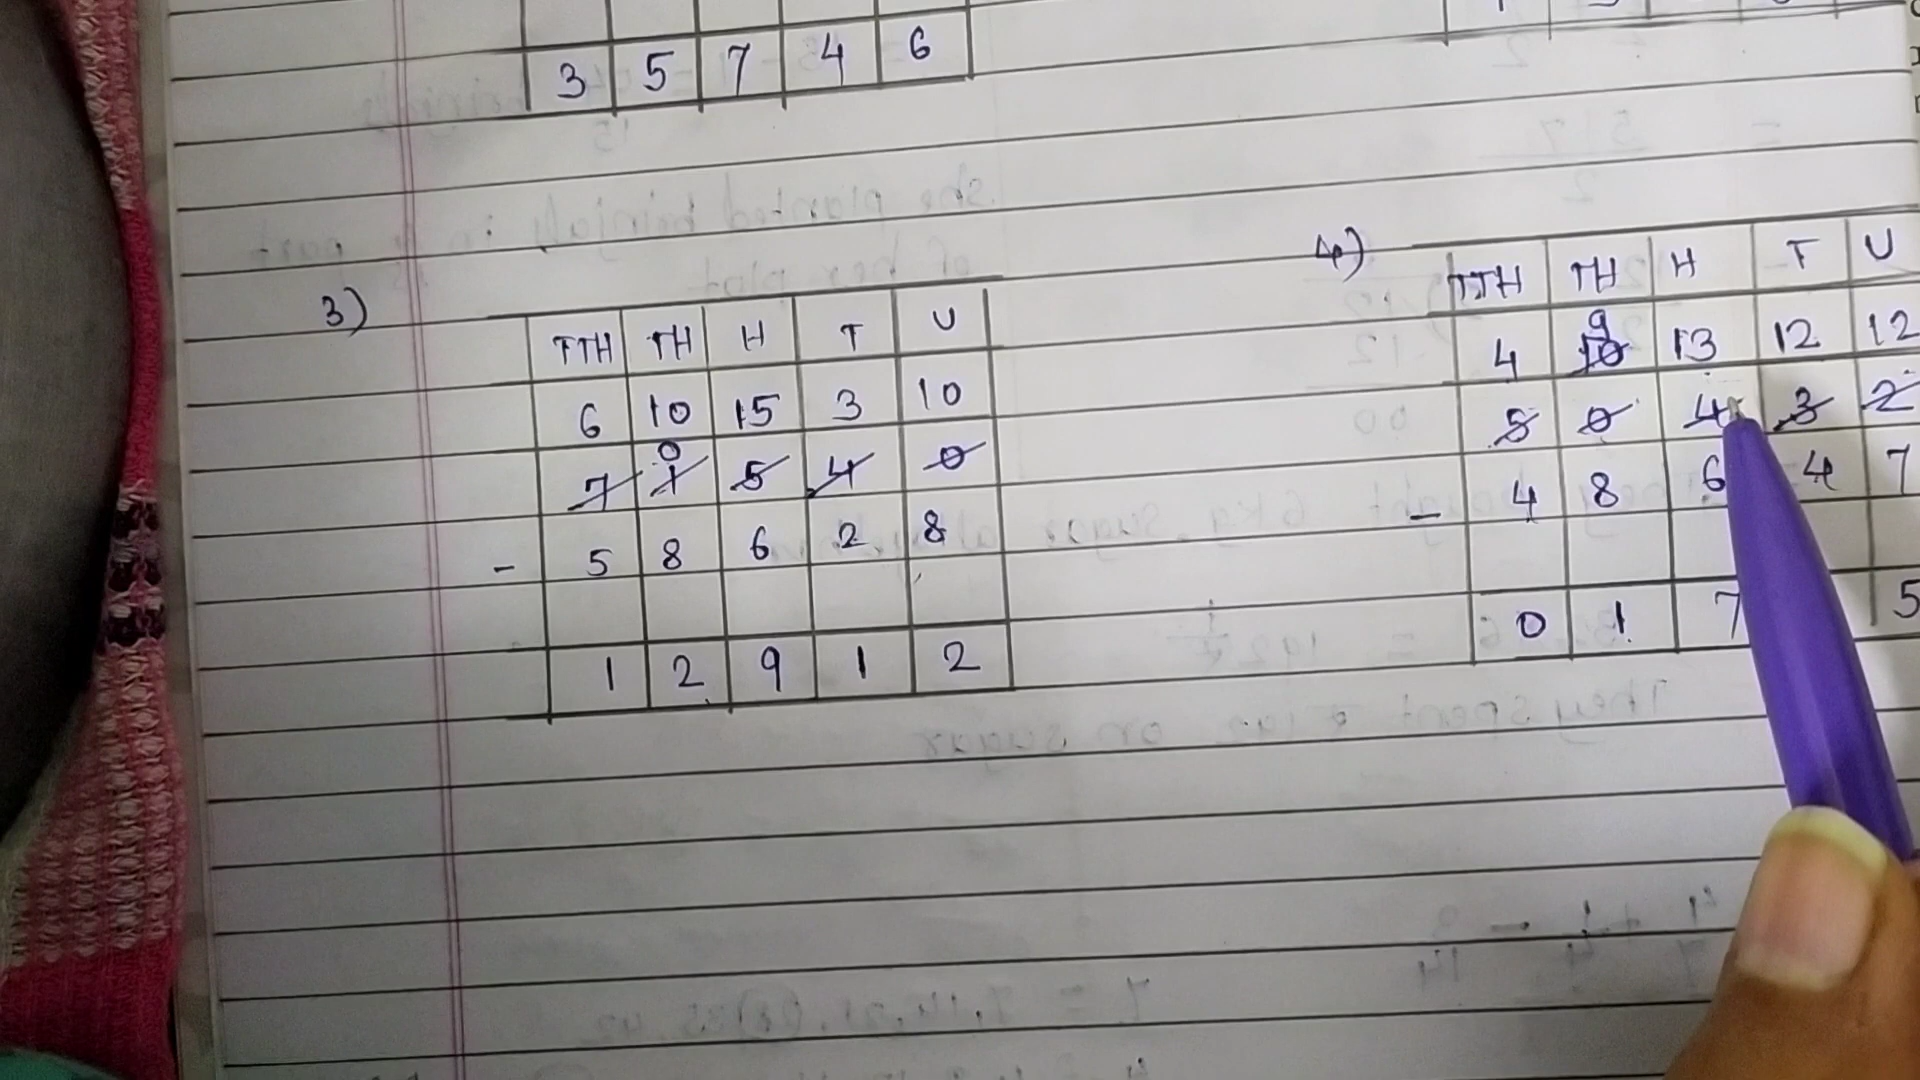 3 5 7 4 6
3)
TTH TH H T U
6 10 15 3 10
0
7 1 5 4 0
- 5 8 6 2 8
1 2 9 1 2
4)
TTH TH H T U
9
4 10 13 12 12
5 0 4 3 2
- 4 8 6 4 7
0 1 7 5